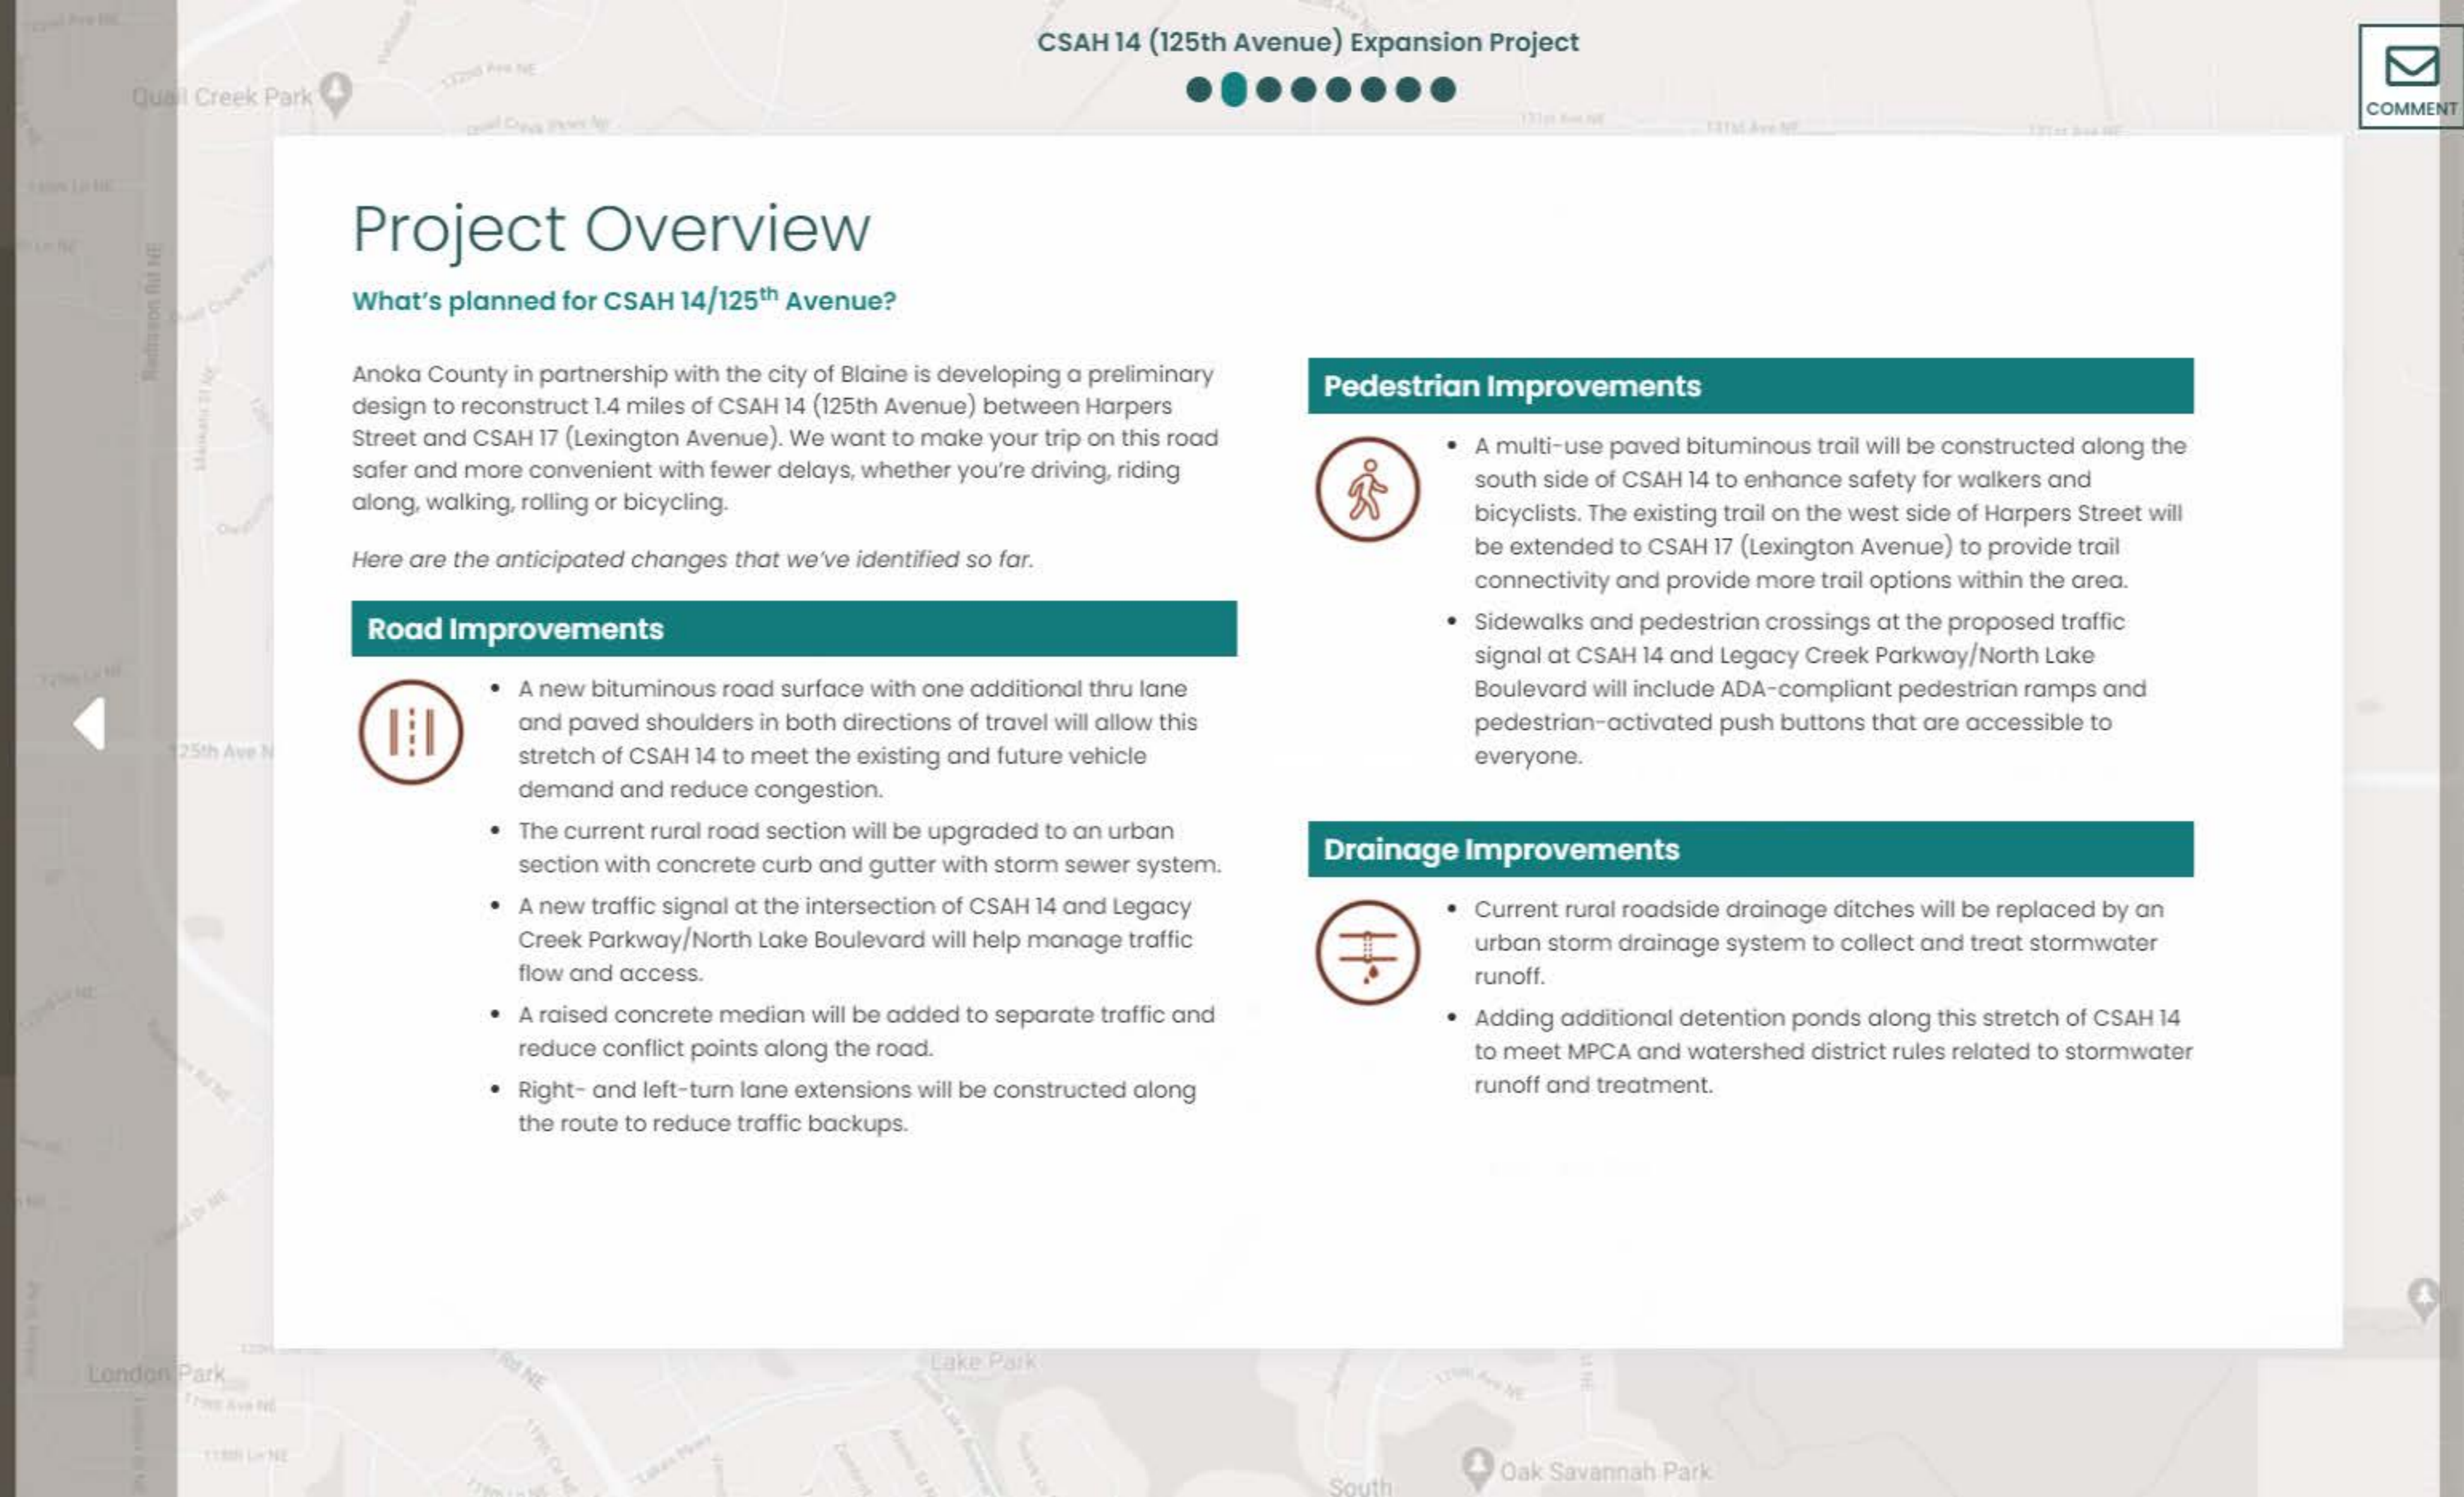 CSAH 14 (125th Avenue) Expansion Project
COMMENT
Quail Creek Park
132nd Ave NE
131st Ave NE
Radisson Rd NE
125th Ave N
Project Overview
What's planned for CSAH 14/125th Avenue?
Anoka County in partnership with the city of Blaine is developing a preliminary
design to reconstruct 1.4 miles of CSAH 14 (125th Avenue) between Harpers
Street and CSAH 17 (Lexington Avenue). We want to make your trip on this road
safer and more convenient with fewer delays, whether you're driving, riding
along, walking, rolling or bicycling.
Here are the anticipated changes that we've identified so far.
Road Improvements
• A new bituminous road surface with one additional thru lane
and paved shoulders in both directions of travel will allow this
stretch of CSAH 14 to meet the existing and future vehicle
demand and reduce congestion.
• The current rural road section will be upgraded to an urban
section with concrete curb and gutter with storm sewer system.
• A new traffic signal at the intersection of CSAH 14 and Legacy
Creek Parkway/North Lake Boulevard will help manage traffic
flow and access.
• A raised concrete median will be added to separate traffic and
reduce conflict points along the road.
• Right- and left-turn lane extensions will be constructed along
the route to reduce traffic backups.
Pedestrian Improvements
• A multi-use paved bituminous trail will be constructed along the
south side of CSAH 14 to enhance safety for walkers and
bicyclists. The existing trail on the west side of Harpers Street will
be extended to CSAH 17 (Lexington Avenue) to provide trail
connectivity and provide more trail options within the area.
• Sidewalks and pedestrian crossings at the proposed traffic
signal at CSAH 14 and Legacy Creek Parkway/North Lake
Boulevard will include ADA-compliant pedestrian ramps and
pedestrian-activated push buttons that are accessible to
everyone.
Drainage Improvements
• Current rural roadside drainage ditches will be replaced by an
urban storm drainage system to collect and treat stormwater
runoff.
• Adding additional detention ponds along this stretch of CSAH 14
to meet MPCA and watershed district rules related to stormwater
runoff and treatment.
London Park
Rd NE
Lake Park
Oak Savannah Park
South